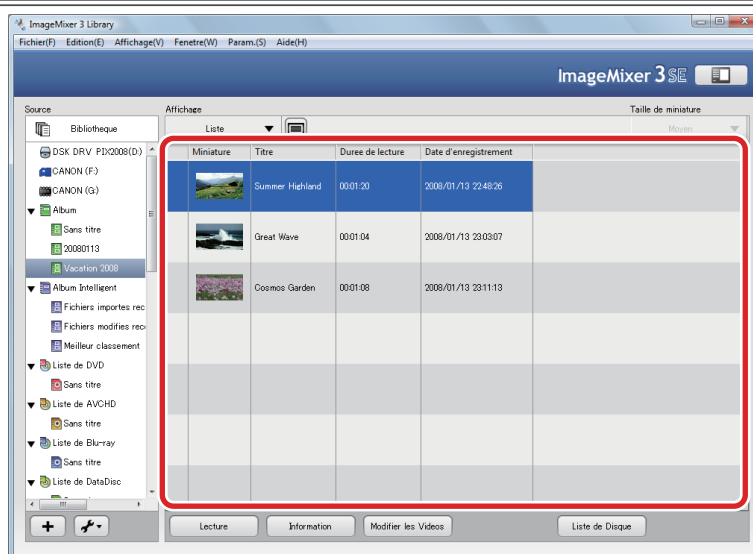 ImageMixer 3 Library
Fichier(F) Edition(E) Affichage(V) Fenetre(W) Param.(S) Aide(H)
ImageMixer 3 SE
Source
Affichage
Taille de miniature
Bibliotheque
Liste
Moyen
DSK DRV PIX2008(D:)
CANON (F:)
CANON (G:)
Album
Sans titre
20080113
Vacation 2008
Album Intelligent
Fichiers importes rec
Fichiers modifies rec
Meilleur classement
Liste de DVD
Sans titre
Liste de AVCHD
Sans titre
Liste de Blu-ray
Sans titre
Liste de DataDisc
Miniature Titre Duree de lecture Date d'enregistrement
Summer Highland 00:01:20 2008/01/13 22:48:26
Great Wave 00:01:04 2008/01/13 23:03:07
Cosmos Garden 00:01:08 2008/01/13 23:11:13
Lecture Information Modifier les Videos Liste de Disque